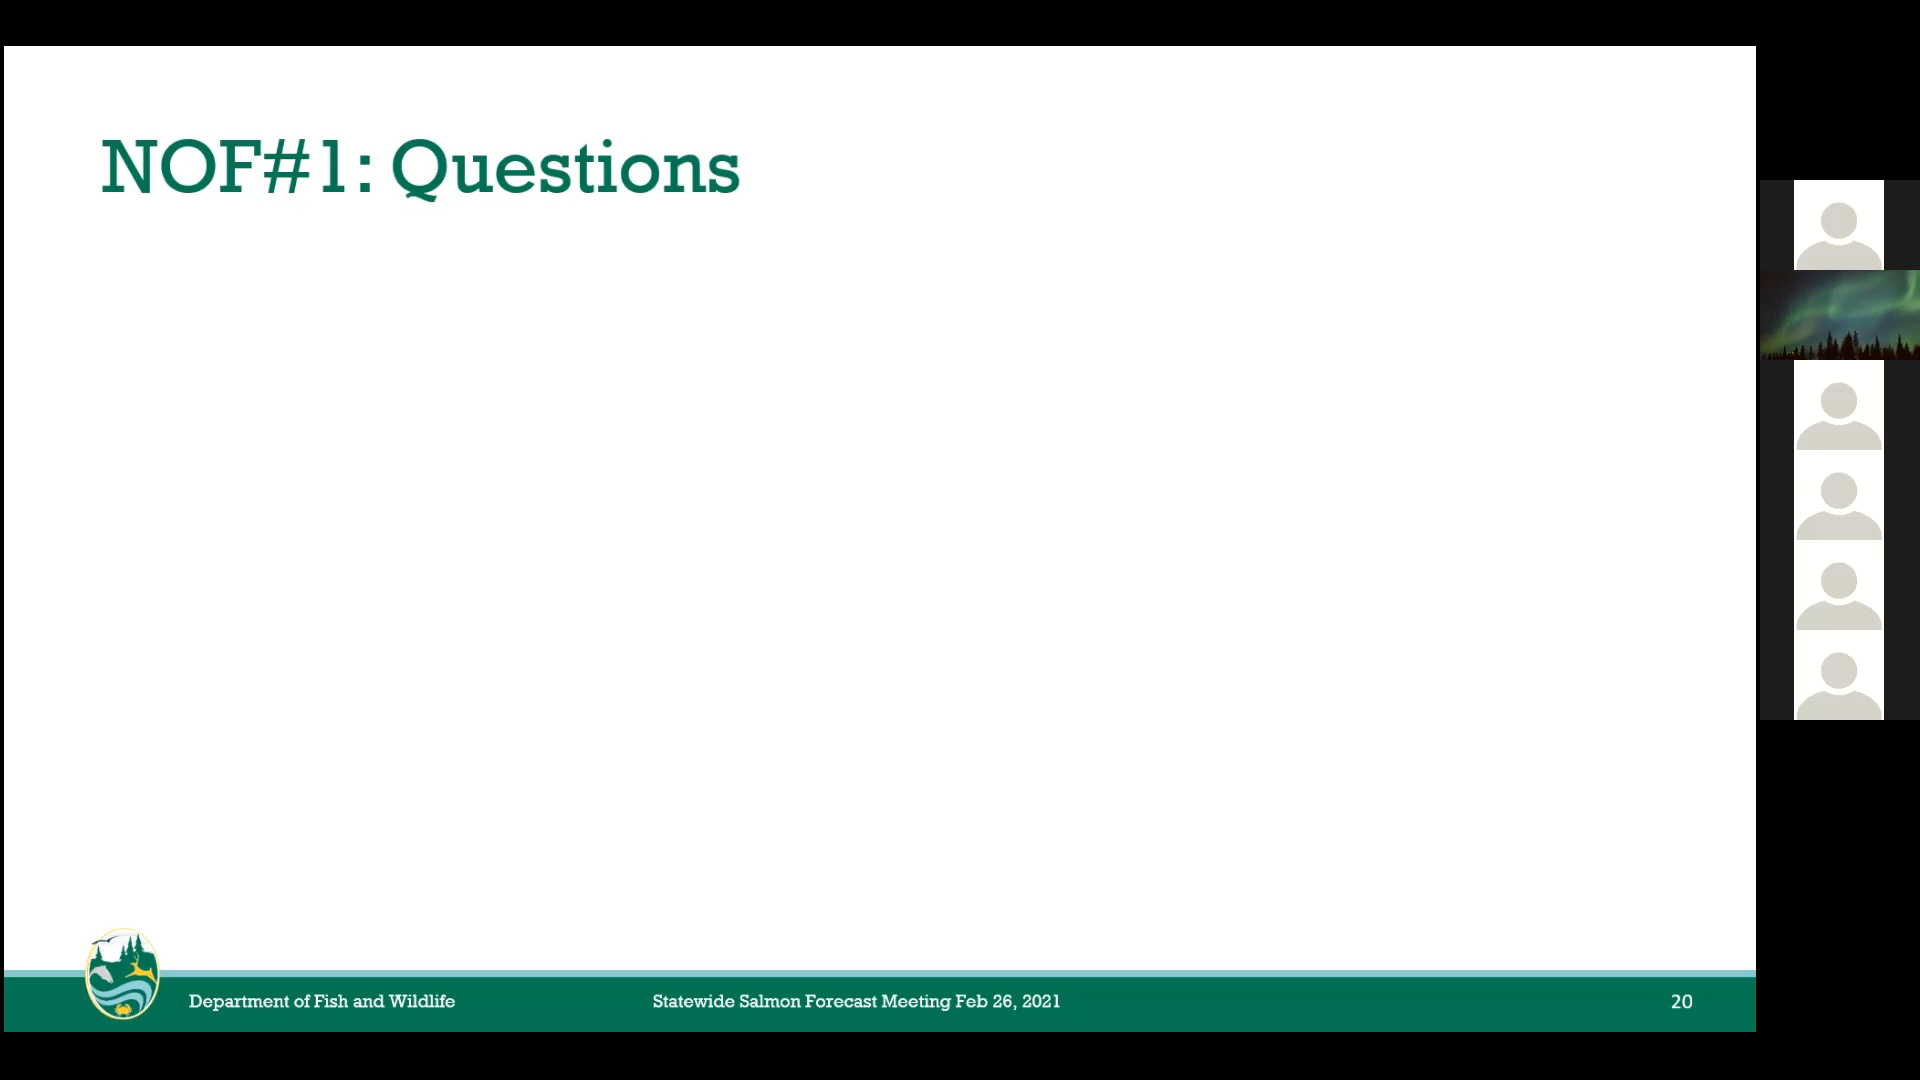 NOF#1: Questions
Department of Fish and Wildlife
Statewide Salmon Forecast Meeting Feb 26, 2021
20